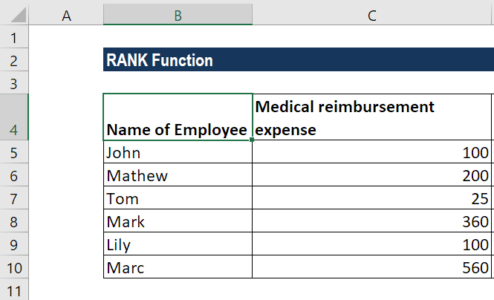 A B C
1
2 RANK Function
3
Medical reimbursement
4 Name of Employee expense
5 John 100
6 Mathew 200
7 Tom 25
8 Mark 360
9 Lily 100
10 Marc 560
11